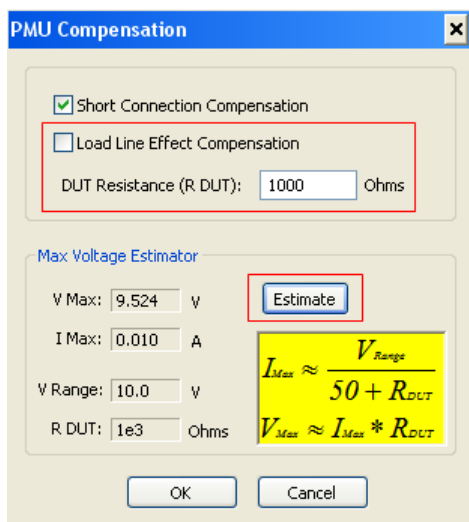 PMU Compensation
Short Connection Compensation
Load Line Effect Compensation
DUT Resistance (R DUT): 1000 Ohms
Max Voltage Estimator
V Max: 9.524 V Estimate
I Max: 0.010 A
V Range: 10.0 V
R DUT: 1e3 Ohms
I_Max ≈ V_Range / (50 + R_DUT)
V_Max ≈ I_Max * R_DUT
OK Cancel